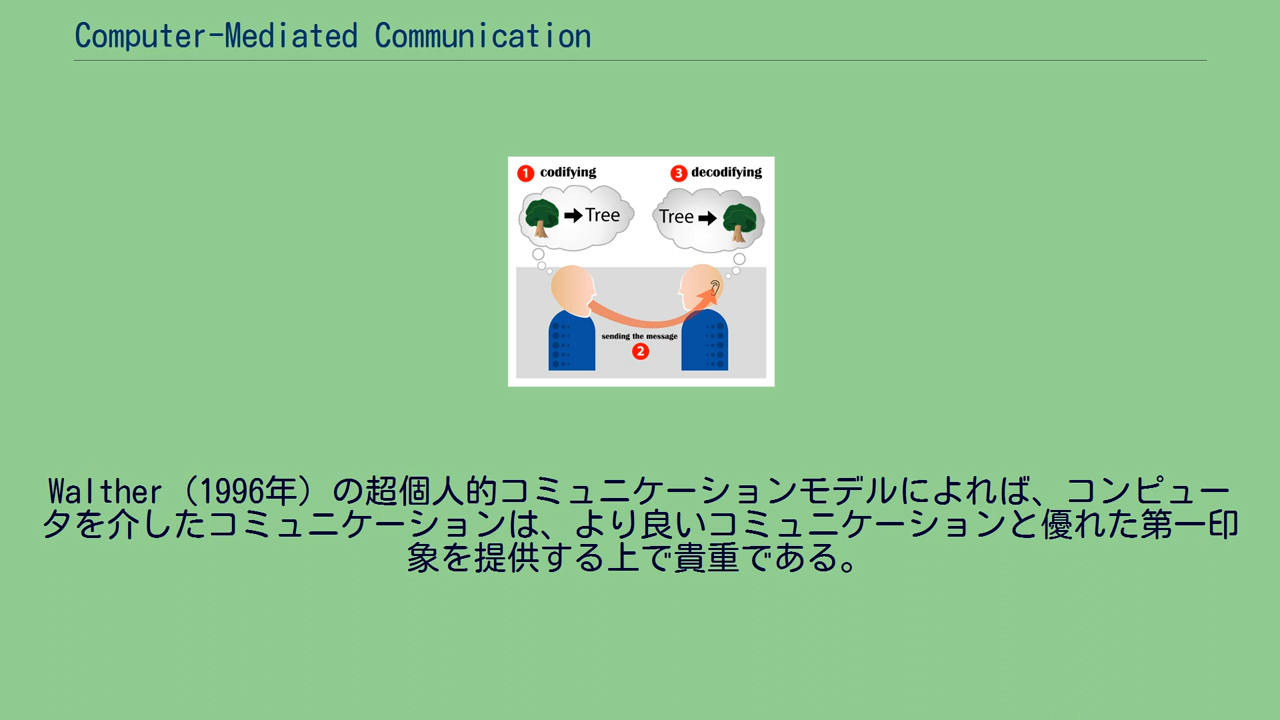 Computer-Mediated Communication
1 codifying
3 decodifying
Tree
Tree
sending the message
2
Walther（1996年）の超個人的コミュニケーションモデルによれば、コンピュー
タを介したコミュニケーションは、より良いコミュニケーションと優れた第一印
象を提供する上で貴重である。